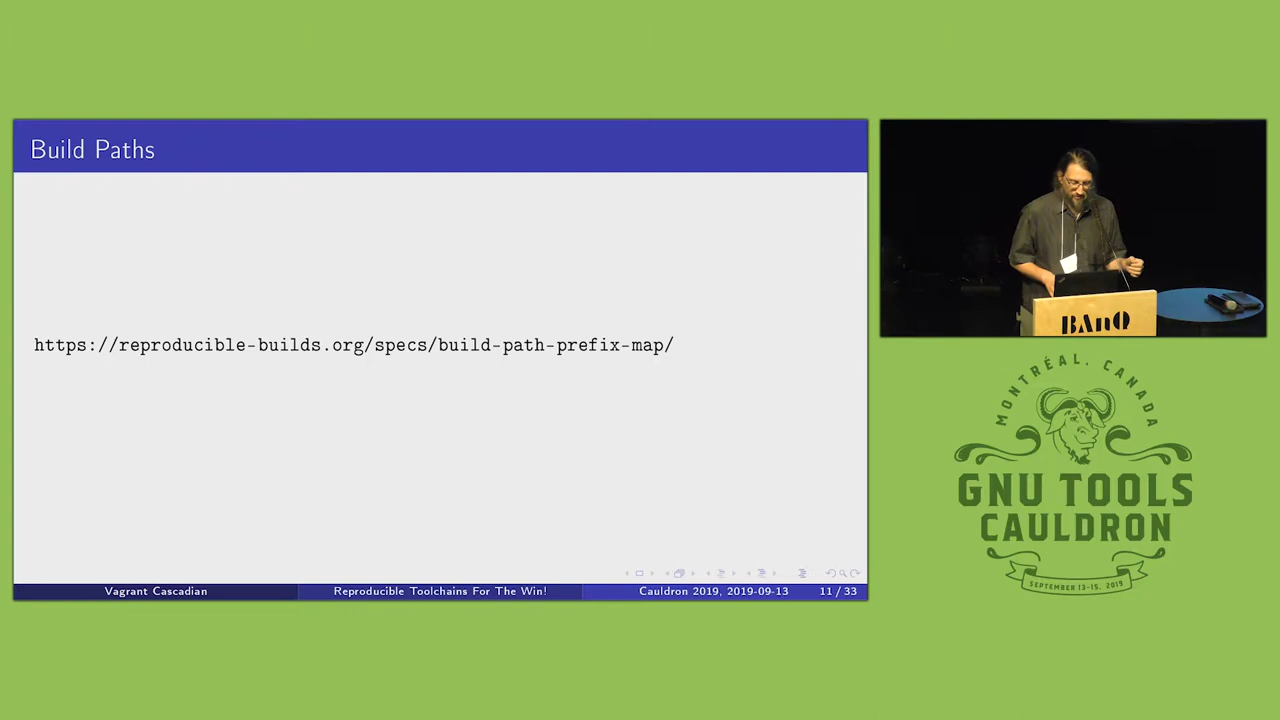 Build Paths
https://reproducible-builds.org/specs/build-path-prefix-map/
Vagrant Cascadian
Reproducible Toolchains For The Win!
Cauldron 2019, 2019-09-13
11 / 33
BAnQ
MONTRÉAL, CANADA
GNU TOOLS
CAULDRON
SEPTEMBER 13-15, 2019